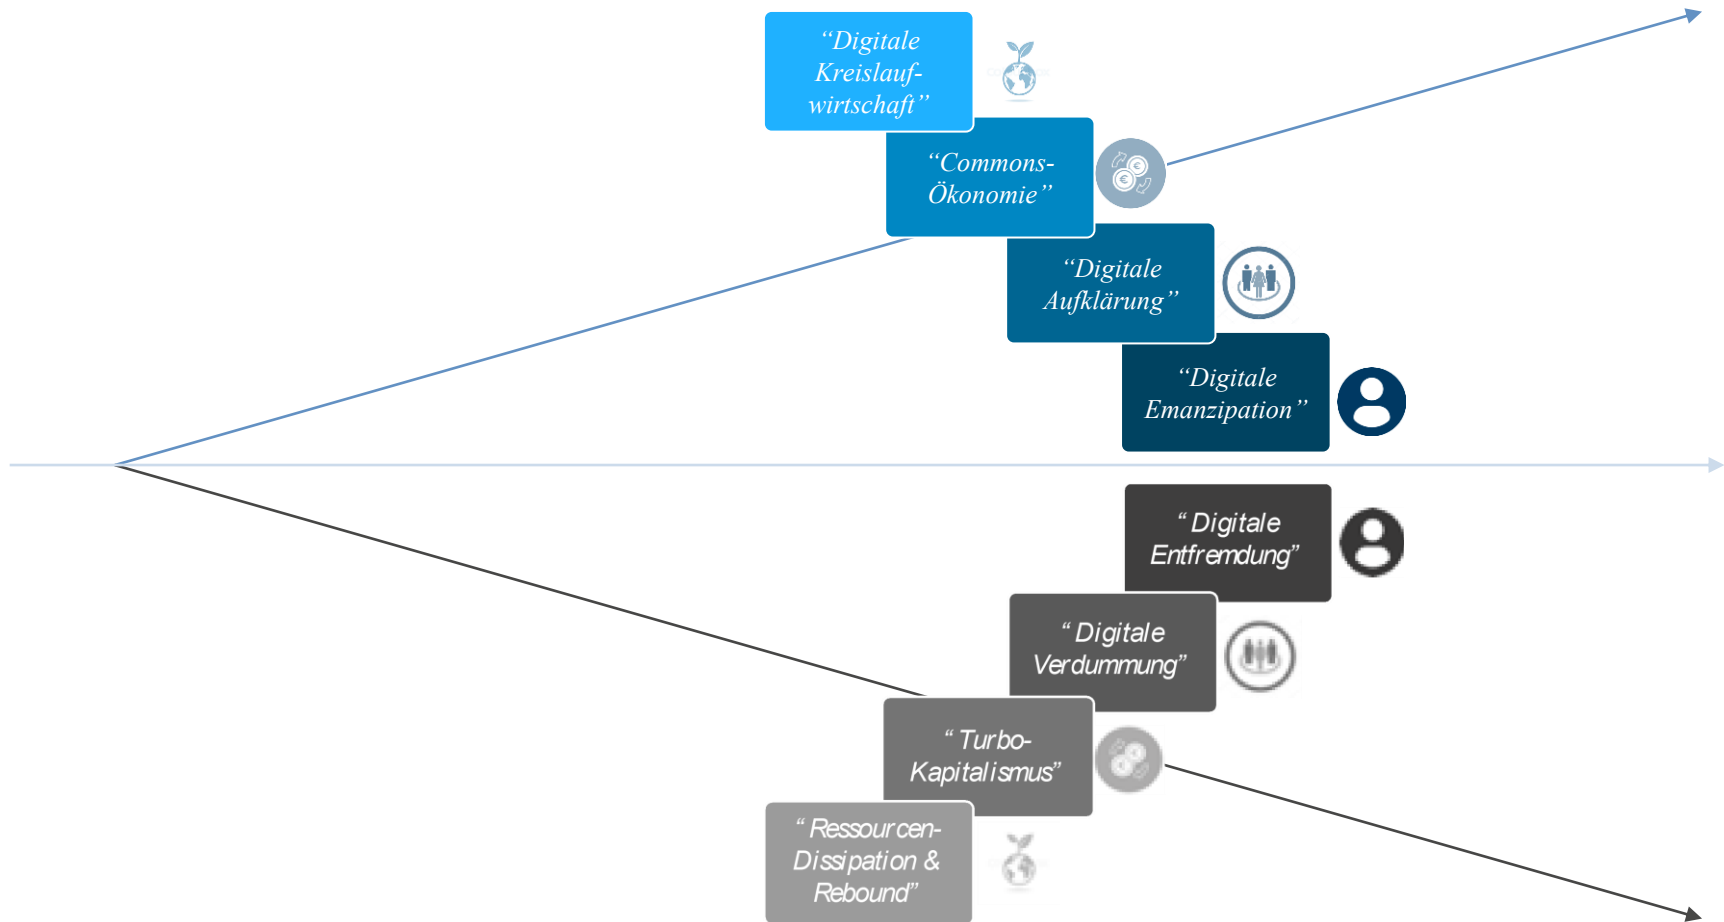 “Digitale
Kreislauf-
wirtschaft”
“Commons-
Ökonomie”
“Digitale
Aufklärung”
“Digitale
Emanzipation”
“ Digitale
Entfremdung”
“ Digitale
Verdummung”
“ Turbo-
Kapitalismus”
“ Ressourcen-
Dissipation &
Rebound”